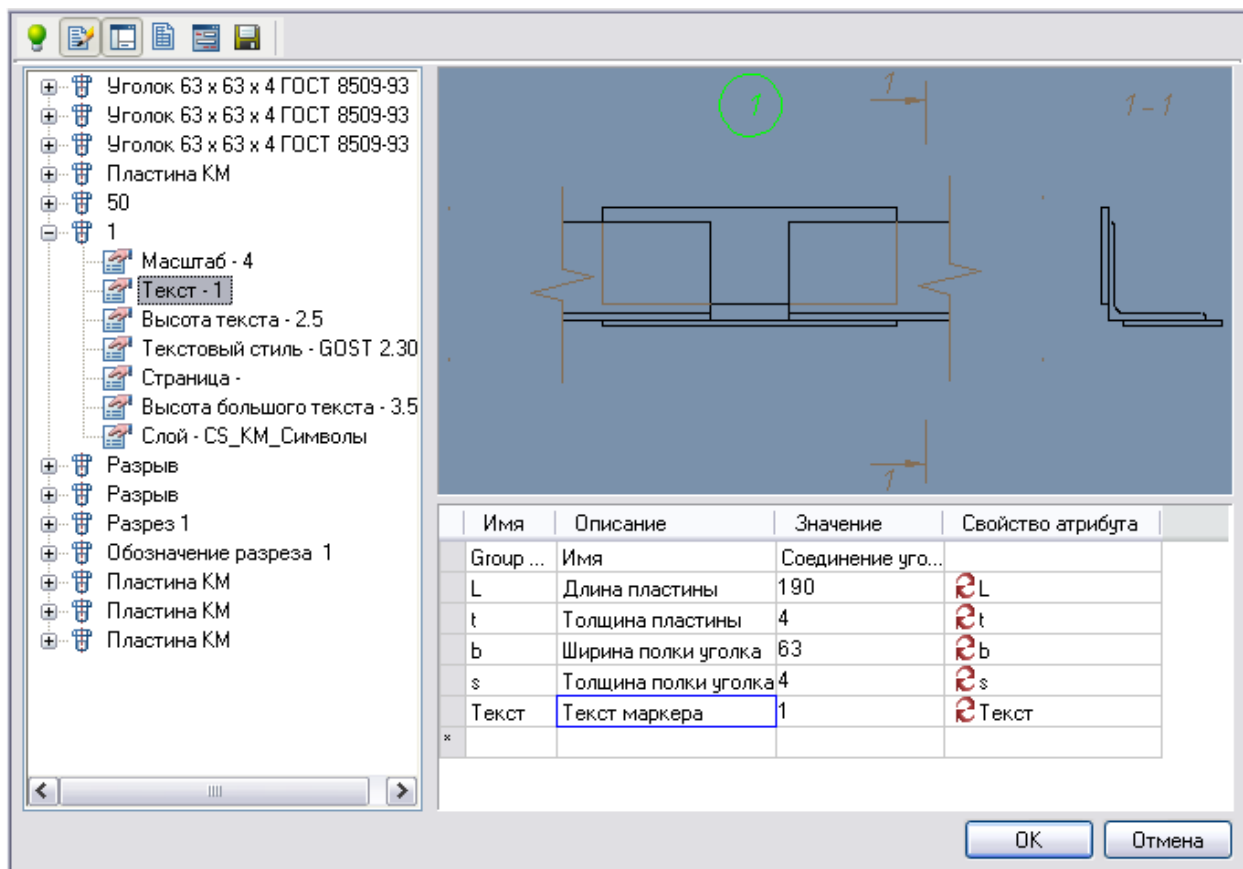 Уголок 63 x 63 x 4 ГОСТ 8509-93
Уголок 63 x 63 x 4 ГОСТ 8509-93
Уголок 63 x 63 x 4 ГОСТ 8509-93
Пластина КМ
50
1
Масштаб - 4
Текст - 1
Высота текста - 2.5
Текстовый стиль - GOST 2.30
Страница -
Высота большого текста - 3.5
Слой - CS_KM_Символы
Разрыв
Разрыв
Разрез 1
Обозначение разреза 1
Пластина КМ
Пластина КМ
Пластина КМ
1
1
1 - 1
1
Имя Описание Значение Свойство атрибута
Group ... Имя Соединение уго...
L Длина пластины 190 L
t Толщина пластины 4 t
b Ширина полки уголка 63 b
s Толщина полки уголка 4 s
Текст Текст маркера 1 Текст
*
OK Отмена